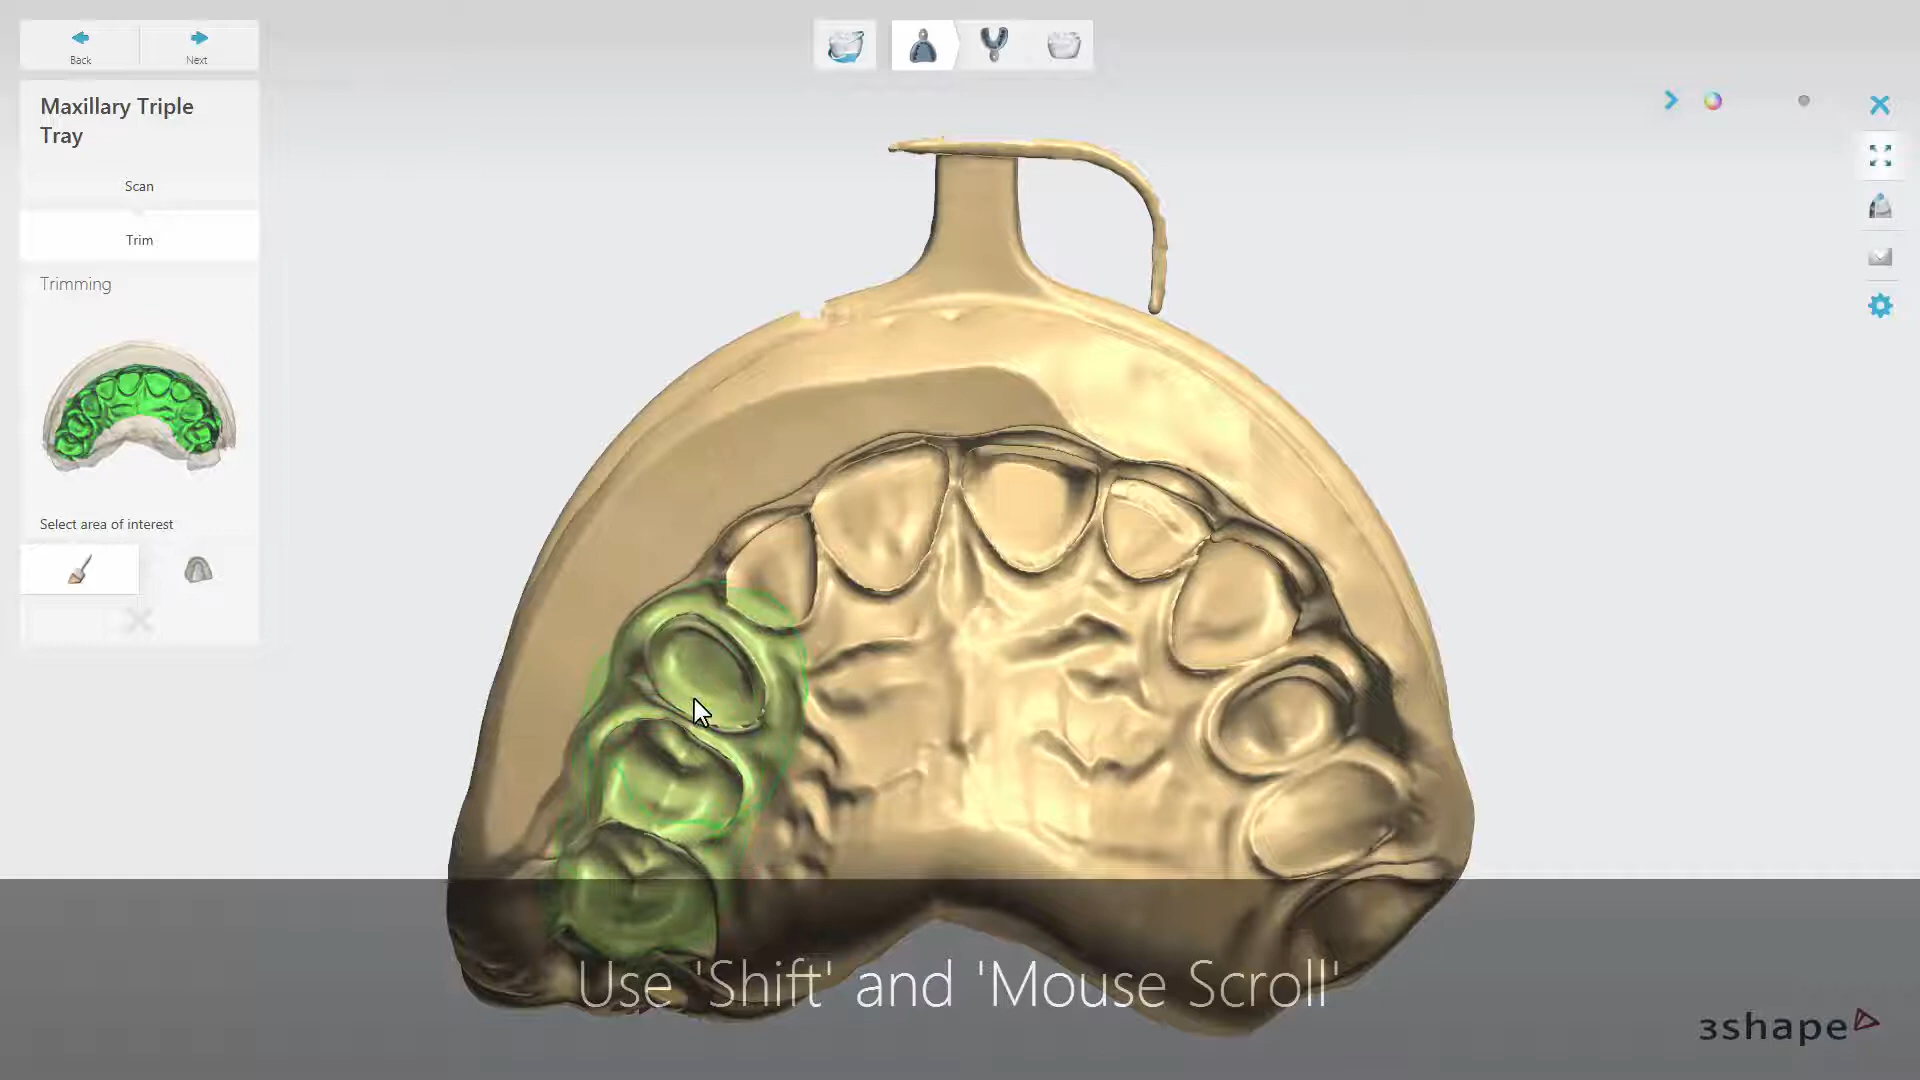 Back
Next
Maxillary Triple
Tray
Scan
Trim
Trimming
Select area of interest
Use 'Shift' and 'Mouse Scroll'
3shape